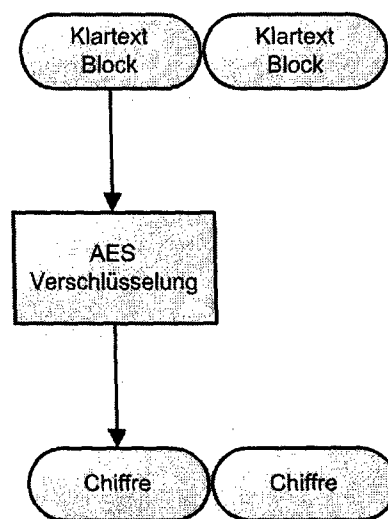 Klartext
Block
Klartext
Block
AES
Verschlüsselung
Chiffre
Chiffre